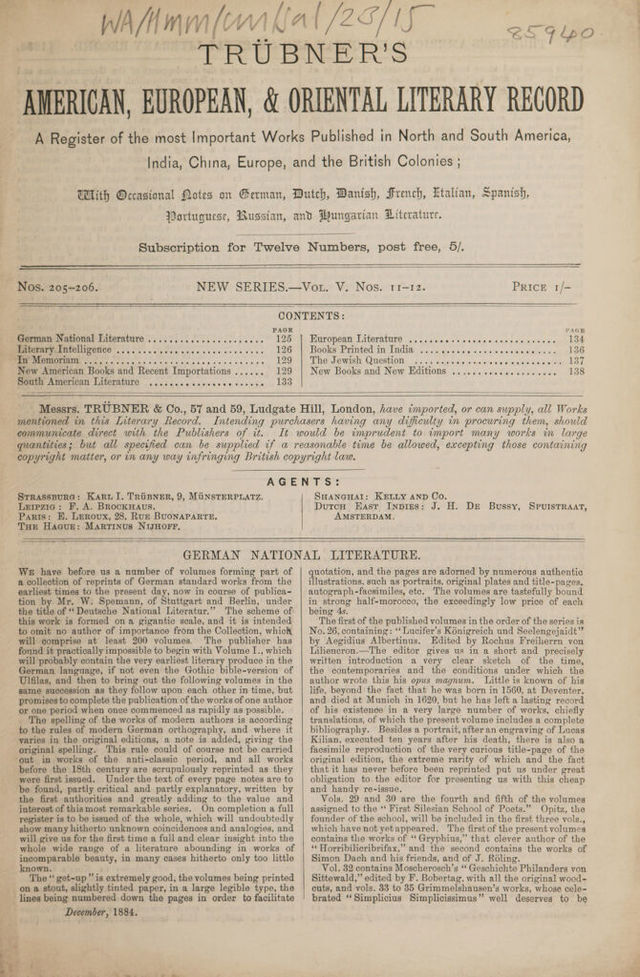 WA/HMM/CM/Sal/23/15
85940
TRÜBNER'S
AMERICAN, EUROPEAN, & ORIENTAL LITERARY RECORD
A Register of the most Important Works Published in North and South America,
India, China, Europe, and the British Colonies;
With Occasional Notes on German, Dutch, Danish, French, Italian, Spanish,
Portuguese, Russian, and Hungarian Literature.
Subscription for Twelve Numbers, post free, 5/.
Nos. 205-206. NEW SERIES.—VOL. V. Nos. 11-12. PRICE 1/-
CONTENTS:
PAGE
German National Literature ..................... 125
Literary Intelligence ........................... 126
In Memoriam ..................................... 129
New American Books and Recent Importations ...... 129
South American Literature ..................... 133
PAGE
European Literature ........................... 134
Books Printed in India ......................... 136
The Jewish Question ........................... 137
New Books and New Editions ................... 138
Messrs. TRÜBNER & Co., 57 and 59, Ludgate Hill, London, have imported, or can supply, all Works
mentioned in this Literary Record. Intending purchasers having any difficulty in procuring them, should
communicate direct with the Publishers of it. It would be imprudent to import many works in large
quantities; but all specified can be supplied if a reasonable time be allowed, excepting those containing
copyright matter, or in any way infringing British copyright law.
AGENTS:
STRASSBURG: KARL I. TRÜBNER, 9, MÜNSTERPLATZ.
LEIPZIG: F. A. BROCKHAUS.
PARIS: E. LEROUX, 28, RUE BUONAPARTE.
THE HAGUE: MARTINUS NIJHOFF.
SHANGHAI: KELLY AND CO.
DUTCH EAST INDIES: J. H. DE BUSSY, SPUISTRAAT,
AMSTERDAM.
GERMAN NATIONAL LITERATURE.
WE have before us a number of volumes forming part of
a collection of reprints of German standard works from the
earliest times to the present day, now in course of publica-
tion by Mr. W. Spemann, of Stuttgart and Berlin, under
the title of "Deutsche National Literatur." The scheme of
this work is formed on a gigantic scale, and it is intended
to omit no author of importance from the Collection, which
will comprise at least 200 volumes. The publisher has
found it practically impossible to begin with Volume I., which
will probably contain the very earliest literary produce in the
German language, if not even the Gothic bible-version of
Ulfilas, and then to bring out the following volumes in the
same succession as they follow upon each other in time, but
promises to complete the publication of the works of one author
or one period when once commenced as rapidly as possible.
The spelling of the works of modern authors is according
to the rules of modern German orthography, and where it
varies in the original editions, a note is added, giving the
original spelling. This rule could of course not be carried
out in works of the anti-classic period, and all works
before the 18th century are scrupulously reprinted as they
were first issued. Under the text of every page notes are to
be found, partly critical and partly explanatory, written by
the first authorities and greatly adding to the value and
interest of this most remarkable series. On completion a full
register is to be issued of the whole, which will undoubtedly
show many hitherto unknown coincidences and analogies, and
will give us for the first time a full and clear insight into the
whole wide range of a literature abounding in works of
incomparable beauty, in many cases hitherto only too little
known.
The "get-up" is extremely good, the volumes being printed
on a stout, slightly tinted paper, in a large legible type, the
lines being numbered down the pages in order to facilitate
December, 1884.
quotation, and the pages are adorned by numerous authentic
illustrations, such as portraits, original plates and title-pages,
autograph-facsimiles, etc. The volumes are tastefully bound
in strong half-morocco, the exceedingly low price of each
being 4s.
The first of the published volumes in the order of the series is
No. 26, containing: "Lucifer's Königreich und Seelengejaidt"
by Aegidius Albertinus. Edited by Rochus Freiherrn von
Liliencron.—The editor gives us in a short and precisely
written introduction a very clear sketch of the time,
the contemporaries and the conditions under which the
author wrote this his opus magnum. Little is known of his
life, beyond the fact that he was born in 1560, at Deventer,
and died at Munich in 1620, but he has left a lasting record
of his existence in a very large number of works, chiefly
translations, of which the present volume includes a complete
bibliography. Besides a portrait, after an engraving of Lucas
Kilian, executed ten years after his death, there is also a
facsimile reproduction of the very curious title-page of the
original edition, the extreme rarity of which and the fact
that it has never before been reprinted put us under great
obligation to the editor for presenting us with this cheap
and handy re-issue.
Vols. 29 and 30 are the fourth and fifth of the volumes
assigned to the "First Silesian School of Poets." Opitz, the
founder of the school, will be included in the first three vols.,
which have not yet appeared. The first of the present volumes
contains the works of "Gryphius," that clever author of the
"Horribilicribrifax," and the second contains the works of
Simon Dach and his friends, and of J. Röling.
Vol. 32 contains Moscherosch's "Geschichte Philanders von
Sittewald," edited by F. Bobertag, with all the original wood-
cuts, and vols. 33 to 35 Grimmelshausen's works, whose cele-
brated "Simplicius Simplicissimus" well deserves to be